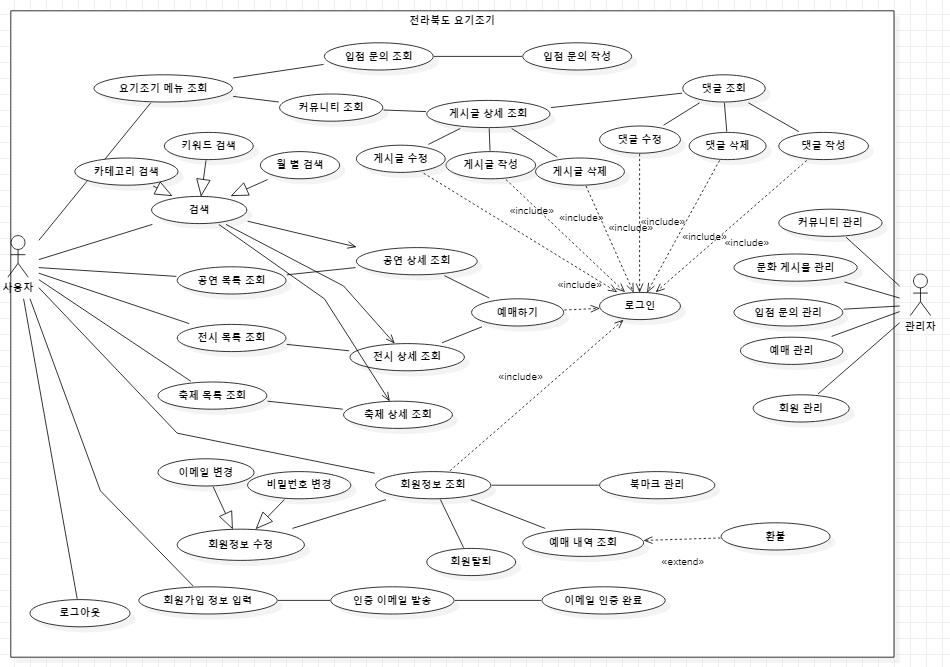 전라북도 요기조기
입점 문의 조회
입점 문의 작성
요기조기 메뉴 조회
커뮤니티 조회
게시글 상세 조회
댓글 조회
키워드 검색
카테고리 검색
월 별 검색
게시글 수정
게시글 작성
게시글 삭제
댓글 수정
댓글 삭제
댓글 작성
검색
«include»
«include»
«include»
«include»
«include»
«include»
커뮤니티 관리
공연 상세 조회
공연 목록 조회
문화 게시물 관리
사용자
«include»
예매하기
로그인
입점 문의 관리
관리자
전시 목록 조회
전시 상세 조회
예매 관리
«include»
축제 목록 조회
축제 상세 조회
회원 관리
이메일 변경
비밀번호 변경
회원정보 조회
북마크 관리
회원정보 수정
예매 내역 조회
환불
회원탈퇴
«extend»
로그아웃
회원가입 정보 입력
인증 이메일 발송
이메일 인증 완료